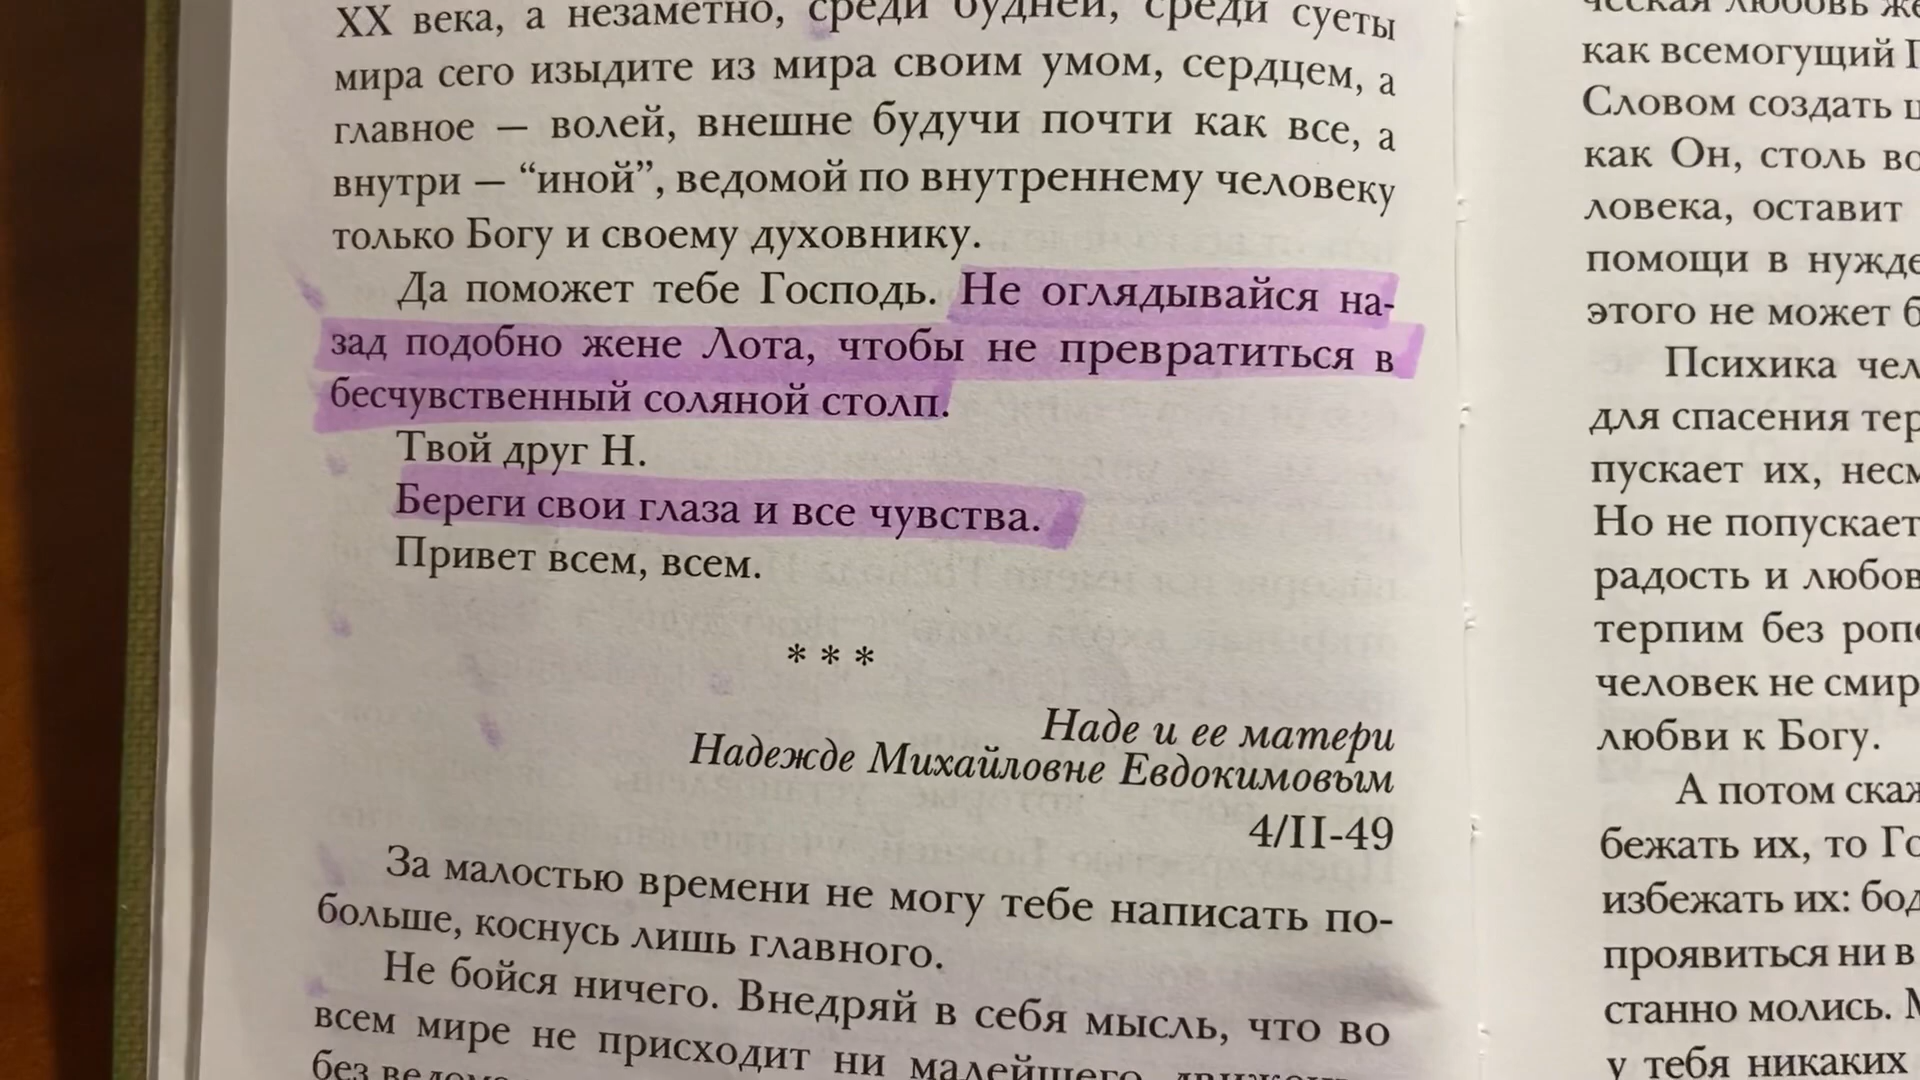 XX века, а незаметно, среди будней, среди суеты
мира сего изыдите из мира своим умом, сердцем, а
главное — волей, внешне будучи почти как все, а
внутри — “иной”, ведомой по внутреннему человеку
только Богу и своему духовнику.
Да поможет тебе Господь. Не оглядывайся на-
зад подобно жене Лота, чтобы не превратиться в
бесчувственный соляной столп.
Твой друг Н.
Береги свои глаза и все чувства.
Привет всем, всем.
* * *
Наде и ее матери
Надежде Михайловне Евдокимовым
4/II-49
За малостью времени не могу тебе написать по-
больше, коснусь лишь главного.
Не бойся ничего. Внедряй в себя мысль, что во
всем мире не происходит ни малейшего
без
ческая любовь
как всемогущий
Словом создать
как Он, столь
ловека, оставит
помощи в нужде
этого не может
Психика
для спасения
пускает их,
Но не попускает
радость и
терпим без
человек не
любви к Богу.
А потом
бежать их, то
избежать их:
проявиться ни в
станно молись.
у тебя никаких